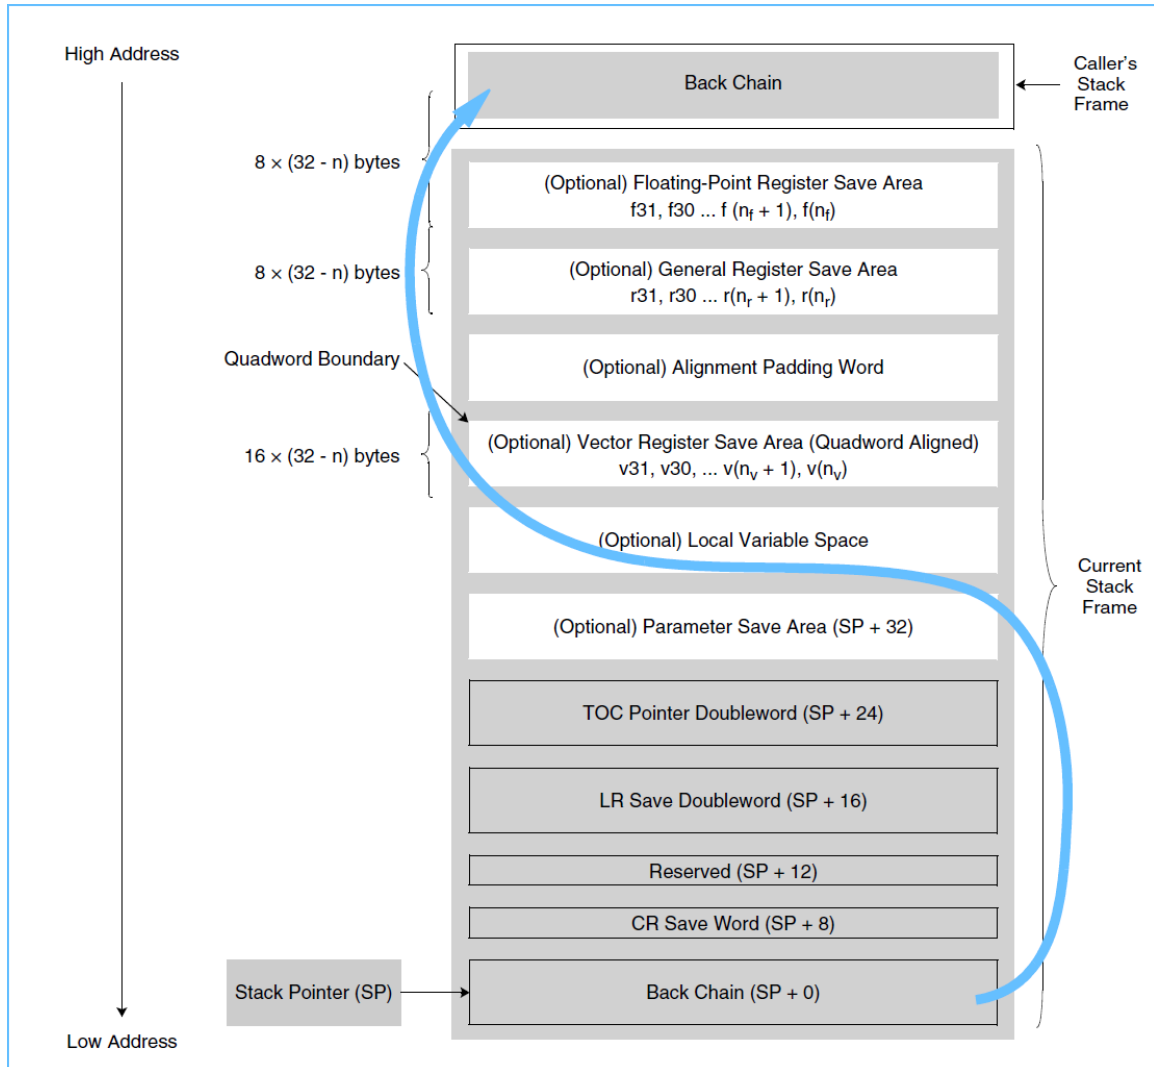 High Address
Back Chain
Caller's
Stack
Frame
8 × (32 - n) bytes
(Optional) Floating-Point Register Save Area
f31, f30 ... f (nf + 1), f(nf)
8 × (32 - n) bytes
(Optional) General Register Save Area
r31, r30 ... r(nr + 1), r(nr)
Quadword Boundary
(Optional) Alignment Padding Word
16 × (32 - n) bytes
(Optional) Vector Register Save Area (Quadword Aligned)
v31, v30, ... v(nv + 1), v(nv)
(Optional) Local Variable Space
Current
Stack
Frame
(Optional) Parameter Save Area (SP + 32)
TOC Pointer Doubleword (SP + 24)
LR Save Doubleword (SP + 16)
Reserved (SP + 12)
CR Save Word (SP + 8)
Stack Pointer (SP)
Back Chain (SP + 0)
Low Address